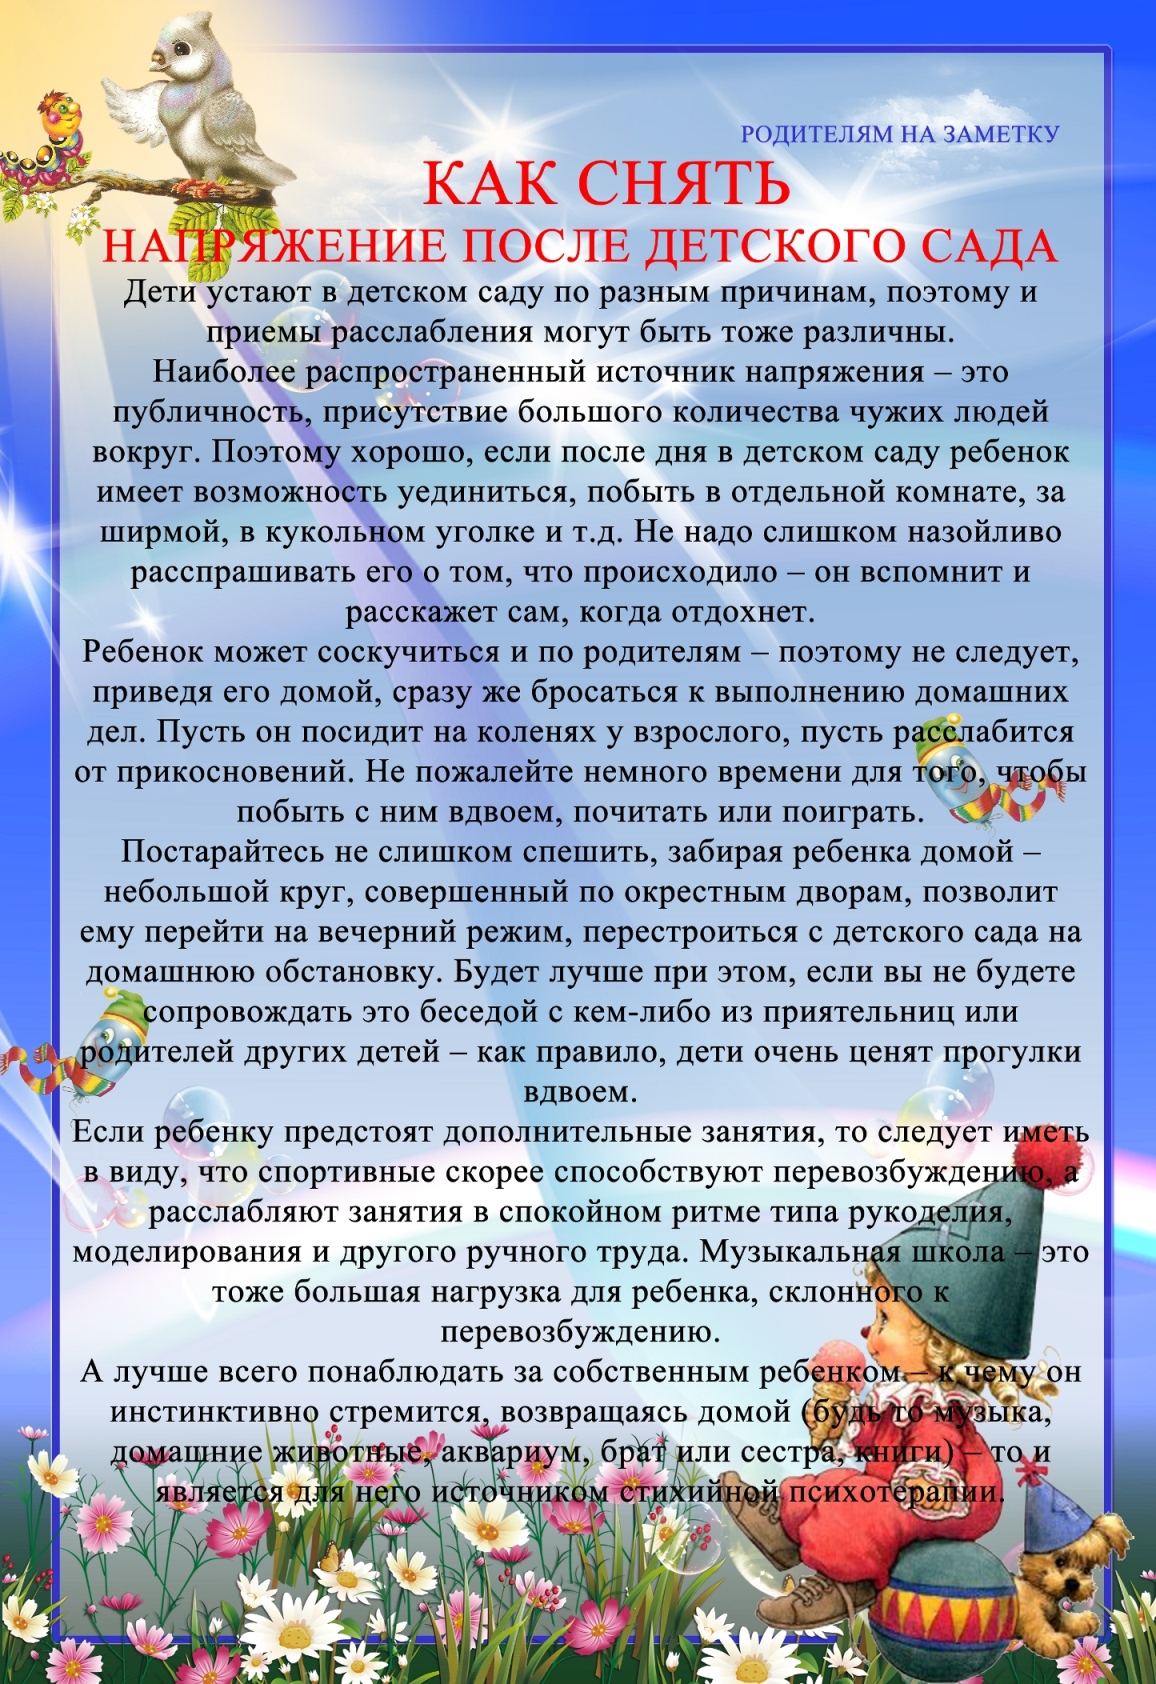 РОДИТЕЛЯМ НА ЗАМЕТКУ
КАК СНЯТЬ
НАПРЯЖЕНИЕ ПОСЛЕ ДЕТСКОГО САДА
Дети устают в детском саду по разным причинам, поэтому и
приемы расслабления могут быть тоже различны.
Наиболее распространенный источник напряжения – это
публичность, присутствие большого количества чужих людей
вокруг. Поэтому хорошо, если после дня в детском саду ребенок
имеет возможность уединиться, побыть в отдельной комнате, за
ширмой, в кукольном уголке и т.д. Не надо слишком назойливо
расспрашивать его о том, что происходило – он вспомнит и
расскажет сам, когда отдохнет.
Ребенок может соскучиться и по родителям – поэтому не следует,
приведя его домой, сразу же бросаться к выполнению домашних
дел. Пусть он посидит на коленях у взрослого, пусть расслабится
от прикосновений. Не пожалейте немного времени для того, чтобы
побыть с ним вдвоем, почитать или поиграть.
Постарайтесь не слишком спешить, забирая ребенка домой –
небольшой круг, совершенный по окрестным дворам, позволит
ему перейти на вечерний режим, перестроиться с детского сада на
домашнюю обстановку. Будет лучше при этом, если вы не будете
сопровождать это беседой с кем-либо из приятельниц или
родителей других детей – как правило, дети очень ценят прогулки
вдвоем.
Если ребенку предстоят дополнительные занятия, то следует иметь
в виду, что спортивные скорее способствуют перевозбуждению, а
расслабляют занятия в спокойном ритме типа рукоделия,
моделирования и другого ручного труда. Музыкальная школа – это
тоже большая нагрузка для ребенка, склонного к
перевозбуждению.
А лучше всего понаблюдать за собственным ребенком – к чему он
инстинктивно стремится, возвращаясь домой (будь то музыка,
домашние животные, аквариум, брат или сестра, книги) – то и
является для него источником стихийной психотерапии.